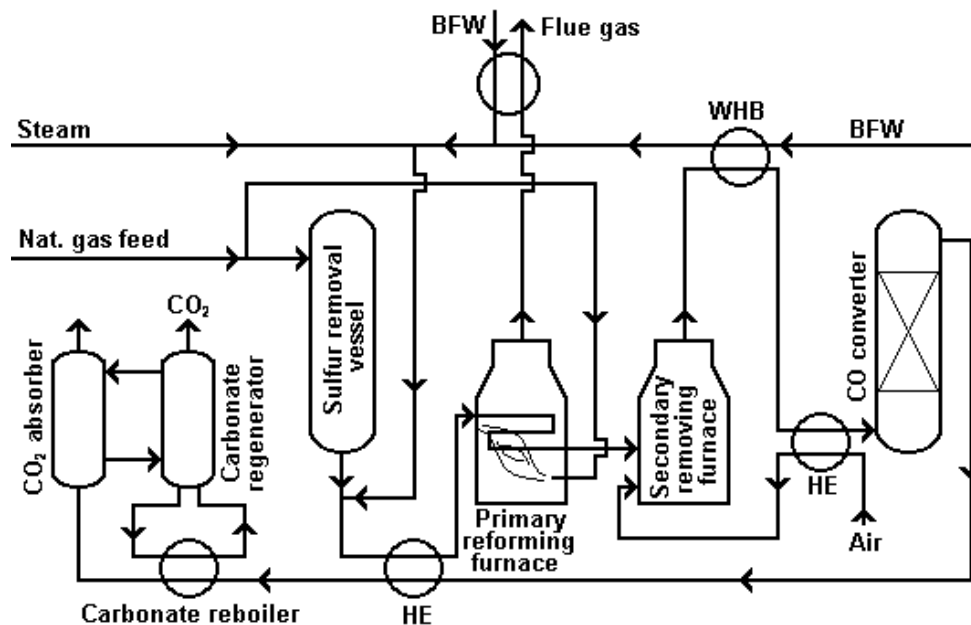 BFW
Flue gas
Steam
WHB
BFW
Nat. gas feed
Sulfur removal
vessel
CO₂
CO₂ absorber
Carbonate
regenerator
CO converter
Secondary
removing
furnace
Primary
reforming
furnace
HE
Air
Carbonate reboiler
HE